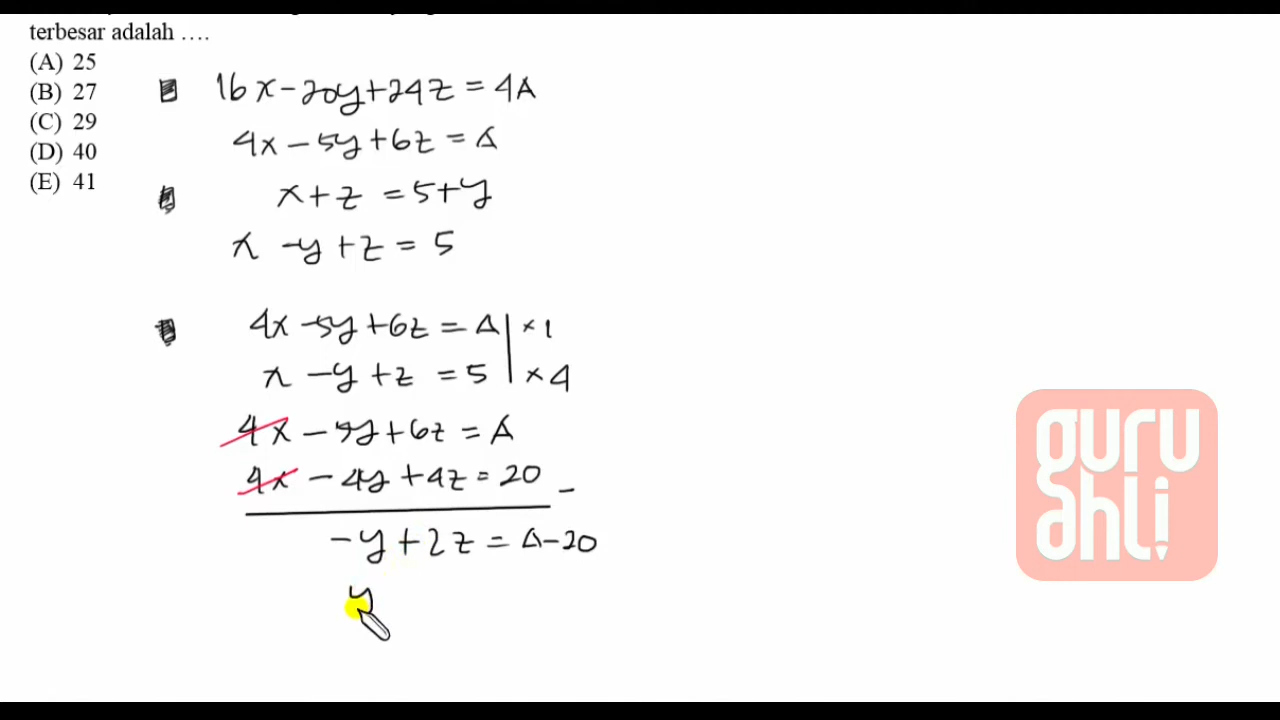 terbesar adalah ….
(A) 25
(B) 27
(C) 29
(D) 40
(E) 41
16x - 20y + 24z = 4A
4x - 5y + 6z = A
x + z = 5 + y
x - y + z = 5
4x - 5y + 6z = A | × 1
x - y + z = 5 | × 4
4x - 5y + 6z = A
4x - 4y + 4z = 20 -
-y + 2z = A - 20
y
guru
ahli